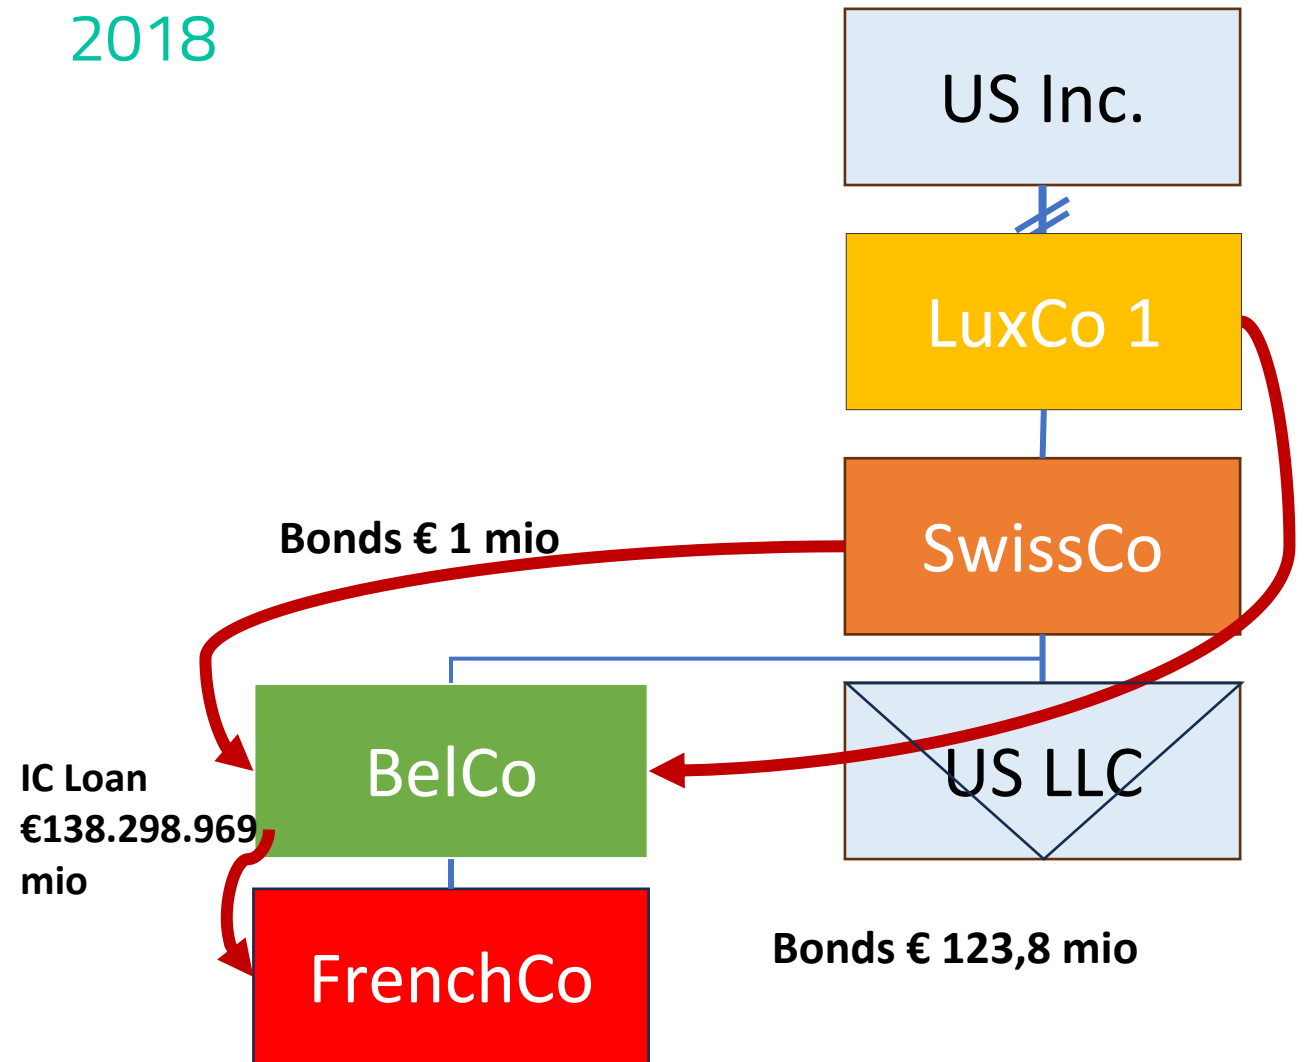 2018
US Inc.
LuxCo 1
Bonds € 1 mio
SwissCo
BelCo
US LLC
IC Loan
€138.298.969
mio
Bonds € 123,8 mio
FrenchCo